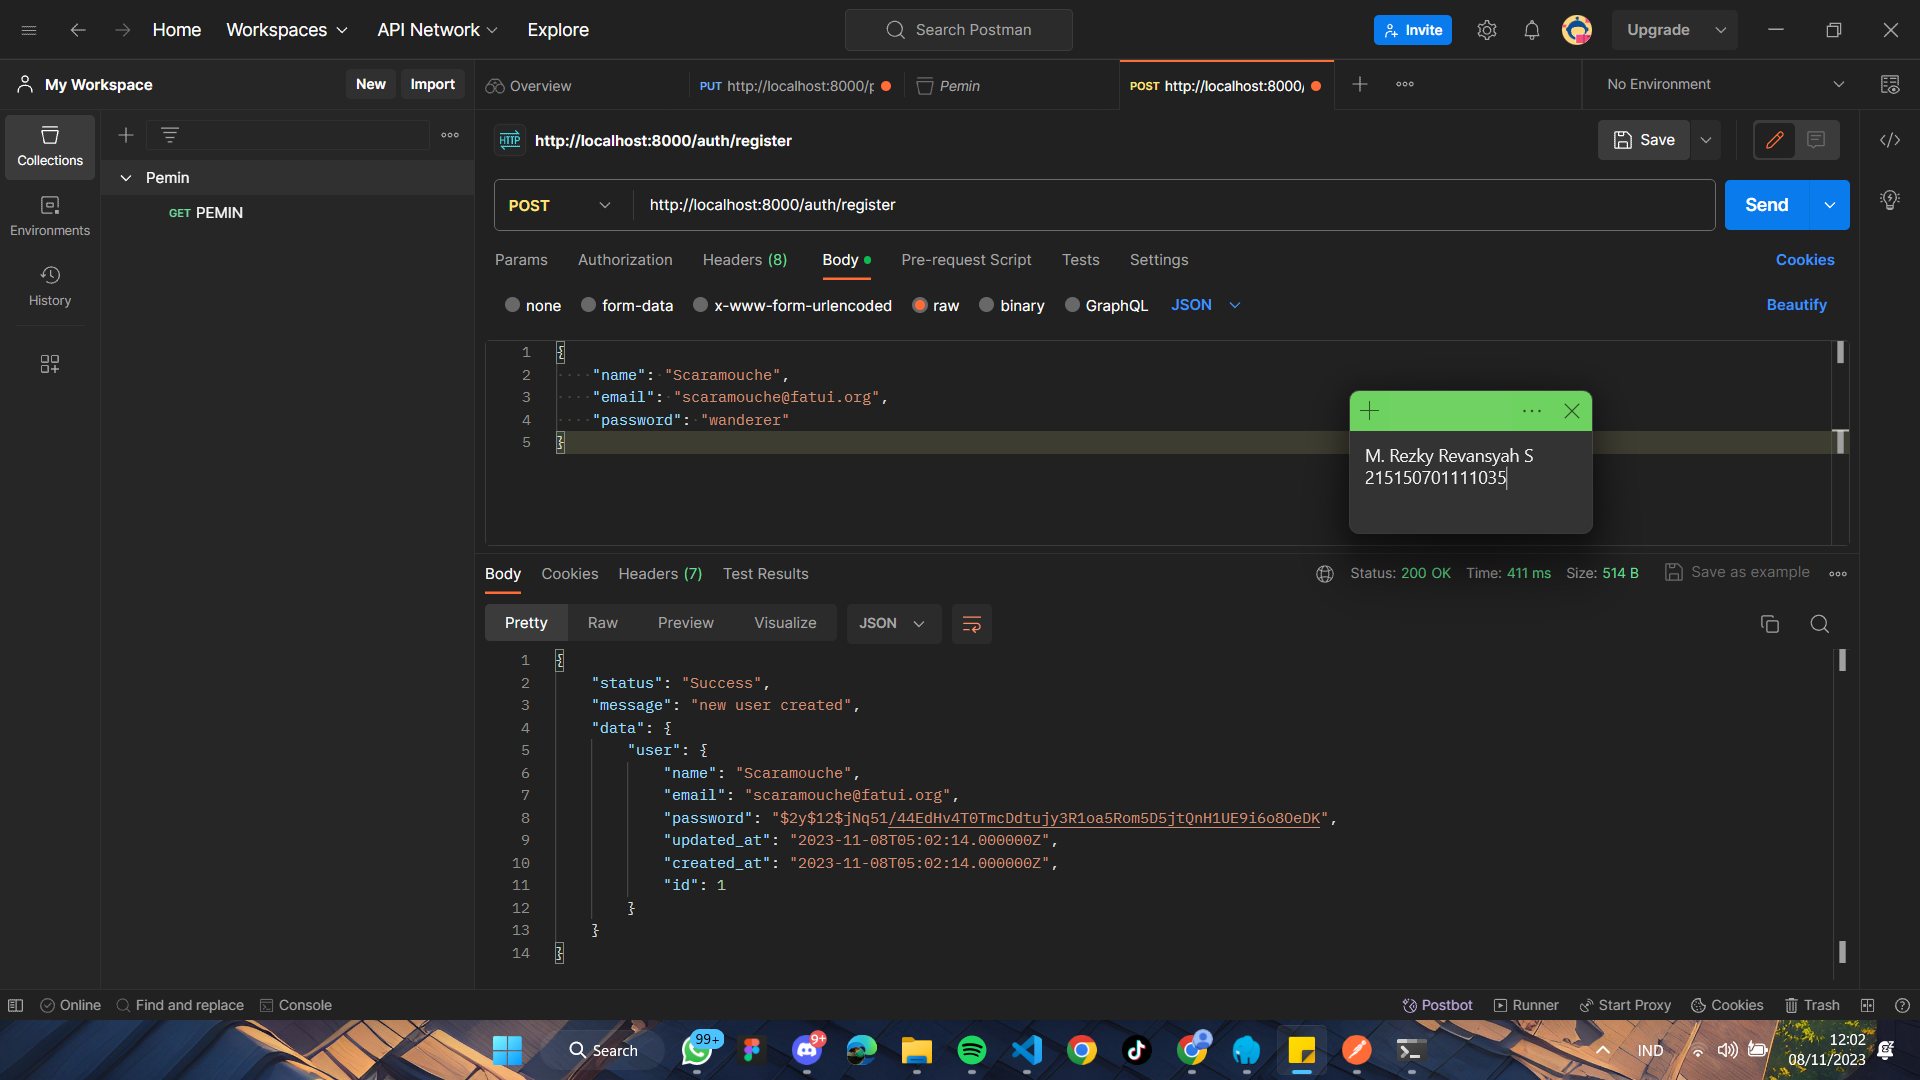 Home
Workspaces
API Network
Explore
Search Postman
Invite
Upgrade
My Workspace
New
Import
Overview
PUT http://localhost:8000/p
Pemin
POST http://localhost:8000/
No Environment
Collections
Environments
History
Pemin
GET PEMIN
HTTP
http://localhost:8000/auth/register
Save
POST
http://localhost:8000/auth/register
Send
Params
Authorization
Headers (8)
Body
Pre-request Script
Tests
Settings
Cookies
none
form-data
x-www-form-urlencoded
raw
binary
GraphQL
JSON
Beautify
1 {
2 "name": "Scaramouche",
3 "email": "scaramouche@fatui.org",
4 "password": "wanderer"
5 }
M. Rezky Revansyah S
215150701111035
Body
Cookies
Headers (7)
Test Results
Status: 200 OK
Time: 411 ms
Size: 514 B
Save as example
Pretty
Raw
Preview
Visualize
JSON
1 {
2 "status": "Success",
3 "message": "new user created",
4 "data": {
5 "user": {
6 "name": "Scaramouche",
7 "email": "scaramouche@fatui.org",
8 "password": "$2y$12$jNq51/44EdHv4T0TmcDdtujy3R1oa5Rom5D5jtQnH1UE9i6o8OeDK",
9 "updated_at": "2023-11-08T05:02:14.000000Z",
10 "created_at": "2023-11-08T05:02:14.000000Z",
11 "id": 1
12 }
13 }
14 }
Online
Find and replace
Console
Postbot
Runner
Start Proxy
Cookies
Trash
Search
99+
9+
IND
12:02
08/11/2023